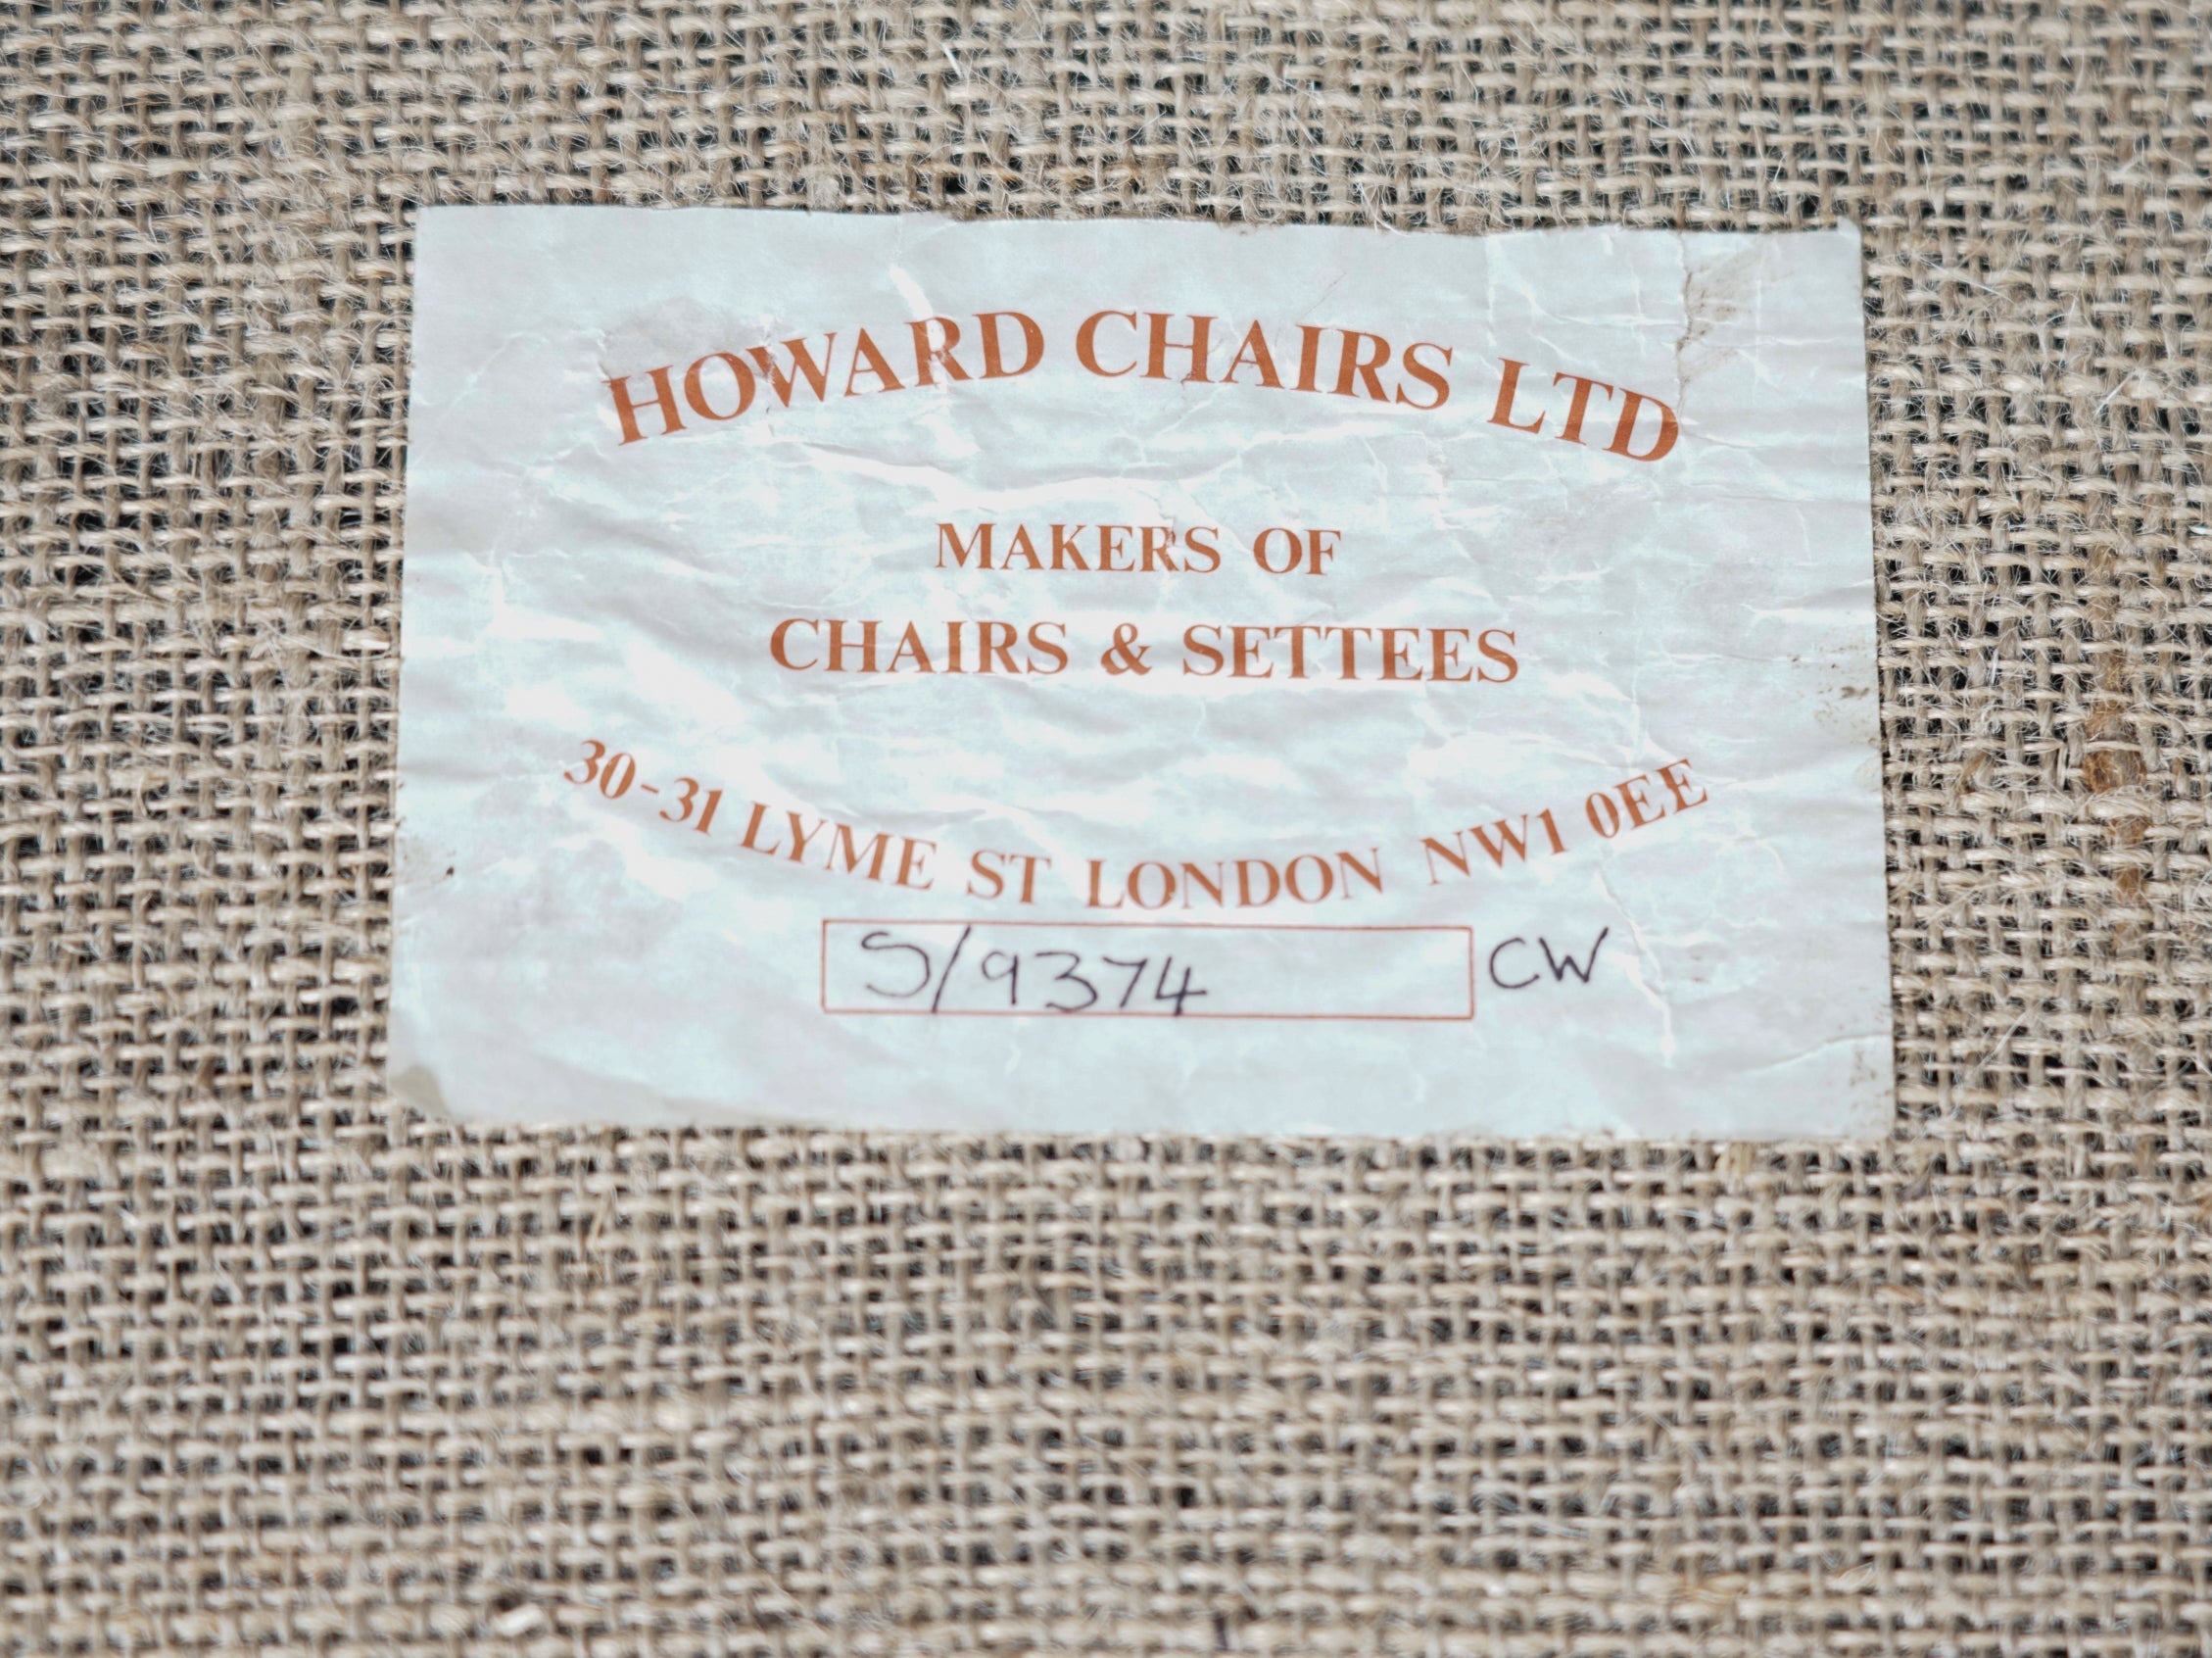 HOWARD CHAIRS LTD
MAKERS OF
CHAIRS & SETTEES
30-31 LYME ST LONDON NW1 0EE
S/9374 CW